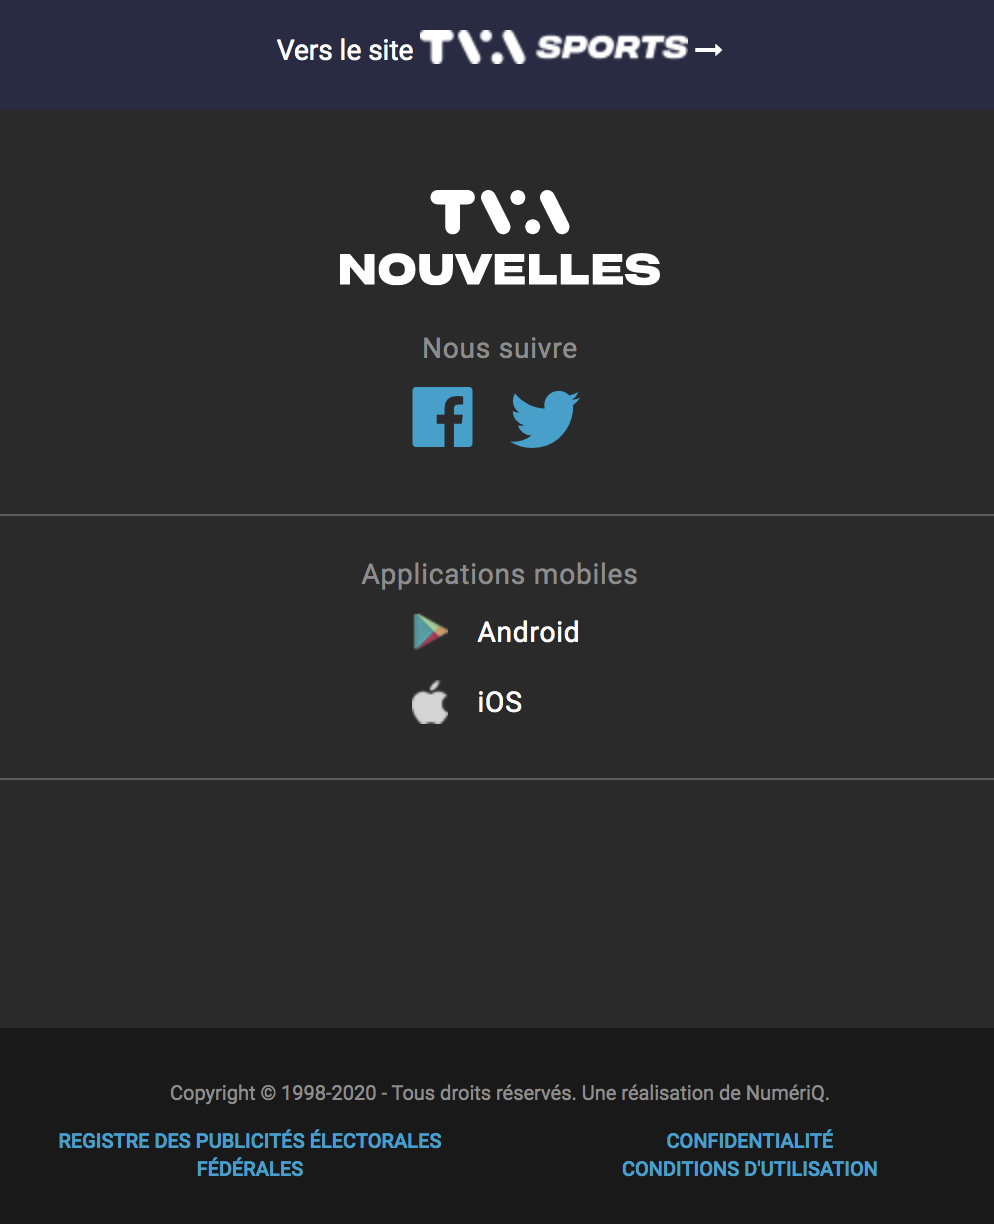 Vers le site TVA SPORTS →
TVA
NOUVELLES
Nous suivre
Applications mobiles
Android
iOS
Copyright © 1998-2020 - Tous droits réservés. Une réalisation de NumériQ.
REGISTRE DES PUBLICITÉS ÉLECTORALES
FÉDÉRALES
CONFIDENTIALITÉ
CONDITIONS D'UTILISATION